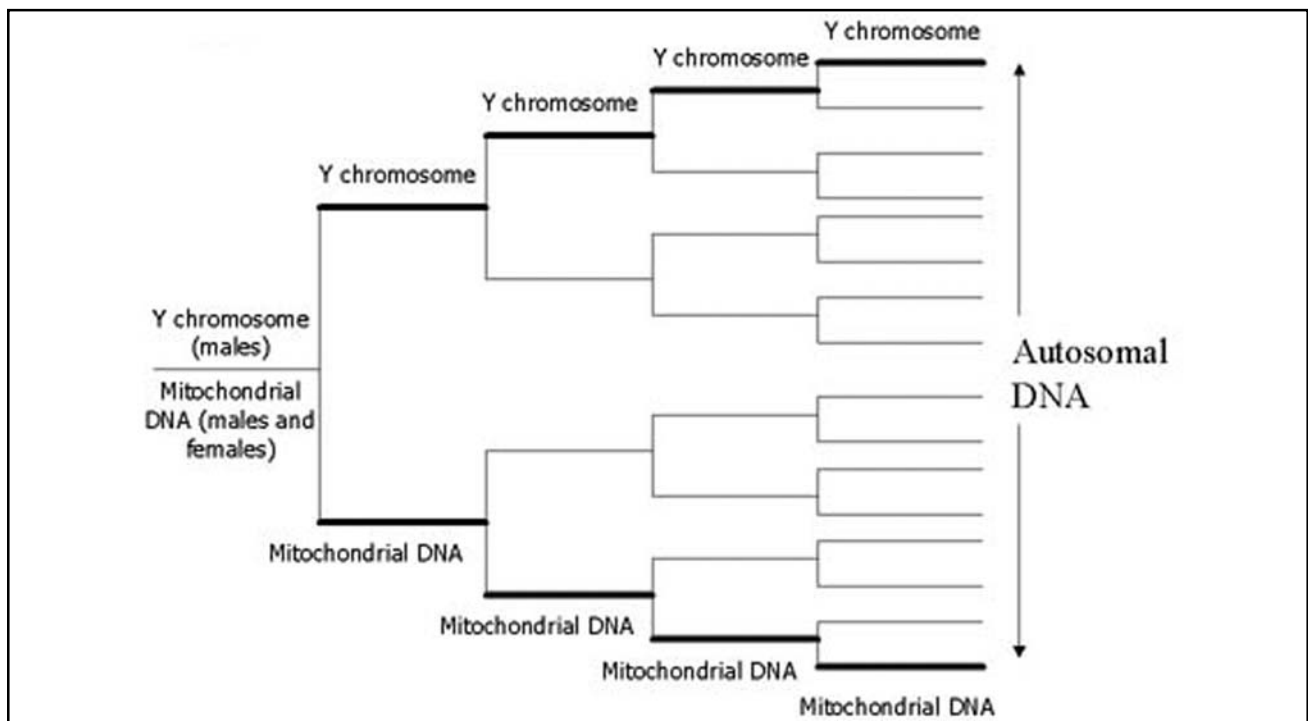 Y chromosome
Y chromosome
Y chromosome
Y chromosome
Y chromosome
(males)
Mitochondrial
DNA (males and
females)
Autosomal
DNA
Mitochondrial DNA
Mitochondrial DNA
Mitochondrial DNA
Mitochondrial DNA